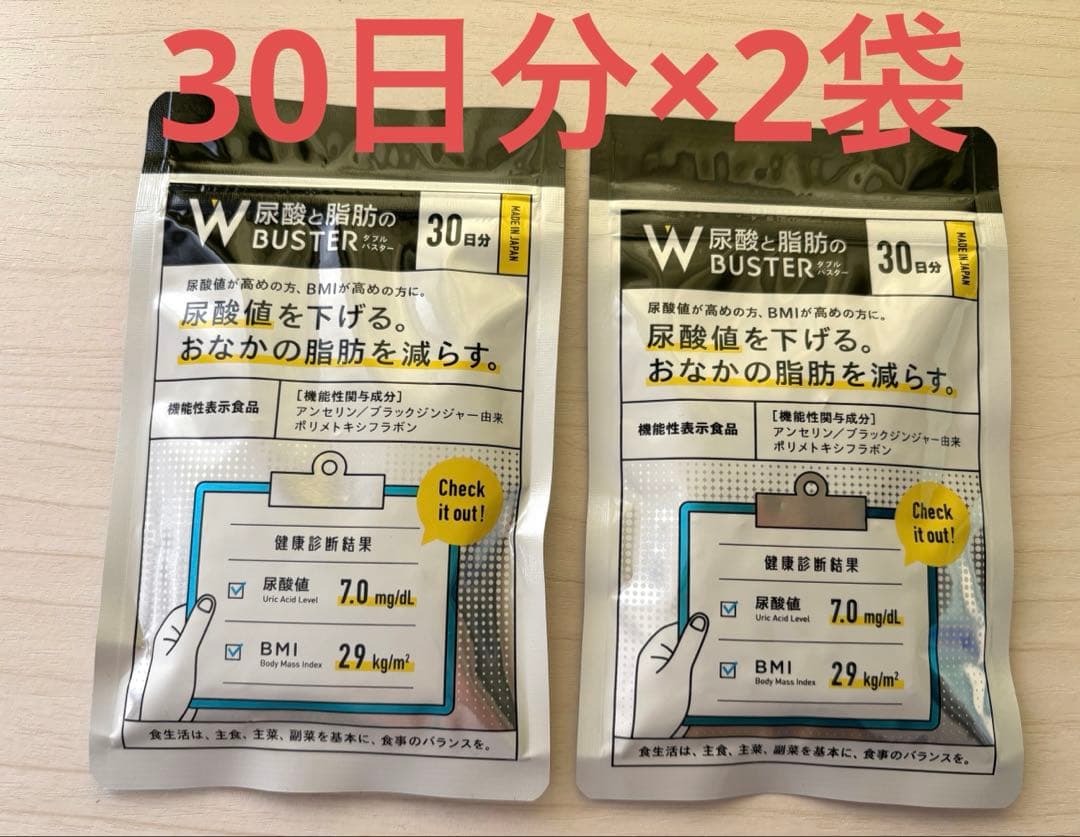 30日分×2袋
W 尿酸と脂肪の
BUSTER ダブル
バスター
30日分
MADE IN JAPAN
尿酸値が高めの方、BMIが高めの方に。
尿酸値を下げる。
おなかの脂肪を減らす。
機能性表示食品
[機能性関与成分]
アンセリン/ブラックジンジャー由来
ポリメトキシフラボン
Check
it out!
健康診断結果
尿酸値 7.0 mg/dL
Uric Acid Level
BMI 29 kg/m²
Body Mass Index
食生活は、主食、主菜、副菜を基本に、食事のバランスを。
W 尿酸と脂肪の
BUSTER ダブル
バスター
30日分
MADE IN JAPAN
尿酸値が高めの方、BMIが高めの方に。
尿酸値を下げる。
おなかの脂肪を減らす。
機能性表示食品
[機能性関与成分]
アンセリン/ブラックジンジャー由来
ポリメトキシフラボン
Check
it out!
健康診断結果
尿酸値 7.0 mg/dL
Uric Acid Level
BMI 29 kg/m²
Body Mass Index
食生活は、主食、主菜、副菜を基本に、食事のバランスを。